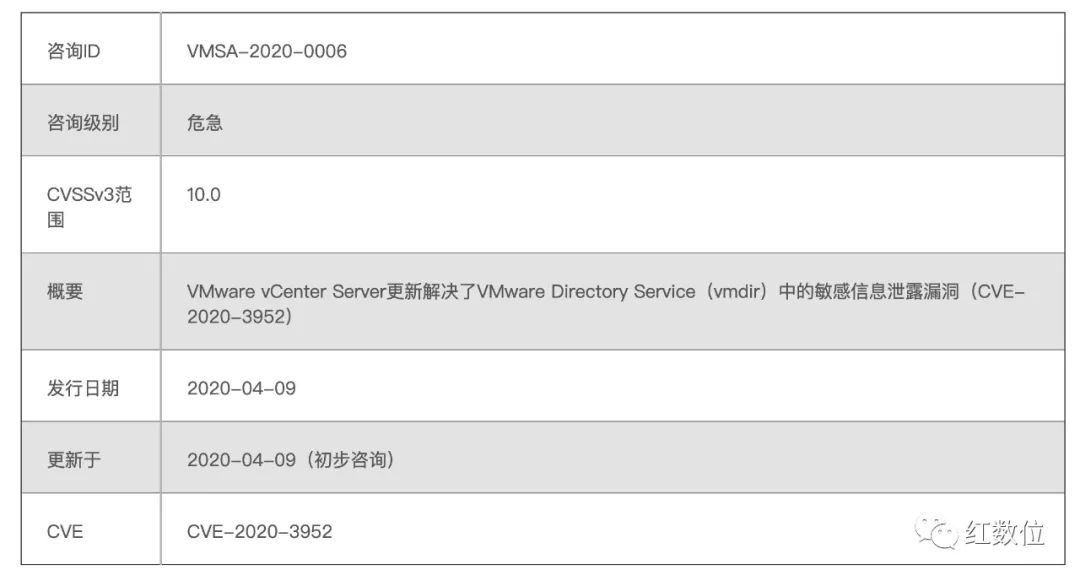 咨询ID VMSA-2020-0006
咨询级别 危急
CVSSv3范 10.0
围
概要 VMware vCenter Server更新解决了VMware Directory Service（vmdir）中的敏感信息泄露漏洞（CVE-
2020-3952）
发行日期 2020-04-09
更新于 2020-04-09（初步咨询）
CVE CVE-2020-3952
红数位